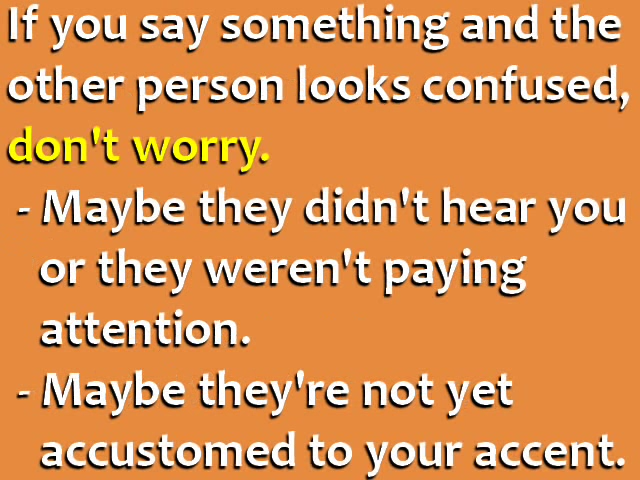 If you say something and the
other person looks confused,
don't worry.
- Maybe they didn't hear you
or they weren't paying
attention.
- Maybe they're not yet
accustomed to your accent.